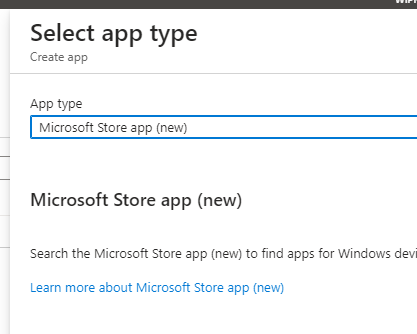 Select app type
Create app
App type
Microsoft Store app (new)
Microsoft Store app (new)
Search the Microsoft Store app (new) to find apps for Windows devi
Learn more about Microsoft Store app (new)